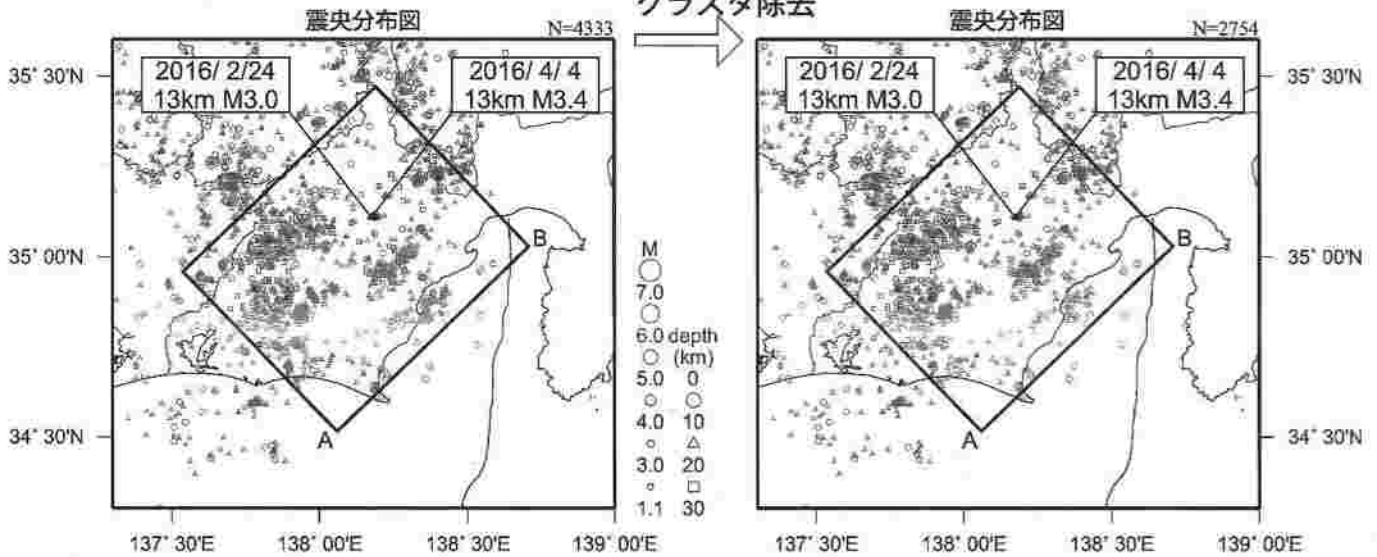 クラスタ除去
震央分布図
N=4333
2016/ 2/24
13km M3.0
2016/ 4/ 4
13km M3.4
35° 30'N
35° 00'N
34° 30'N
A
B
137° 30'E
138° 00'E
138° 30'E
139° 00'E
M
7.0
6.0 depth
(km)
5.0 0
4.0 10
3.0 20
1.1 30
震央分布図
N=2754
2016/ 2/24
13km M3.0
2016/ 4/ 4
13km M3.4
35° 30'N
35° 00'N
34° 30'N
A
B
137° 30'E
138° 00'E
138° 30'E
139° 00'E